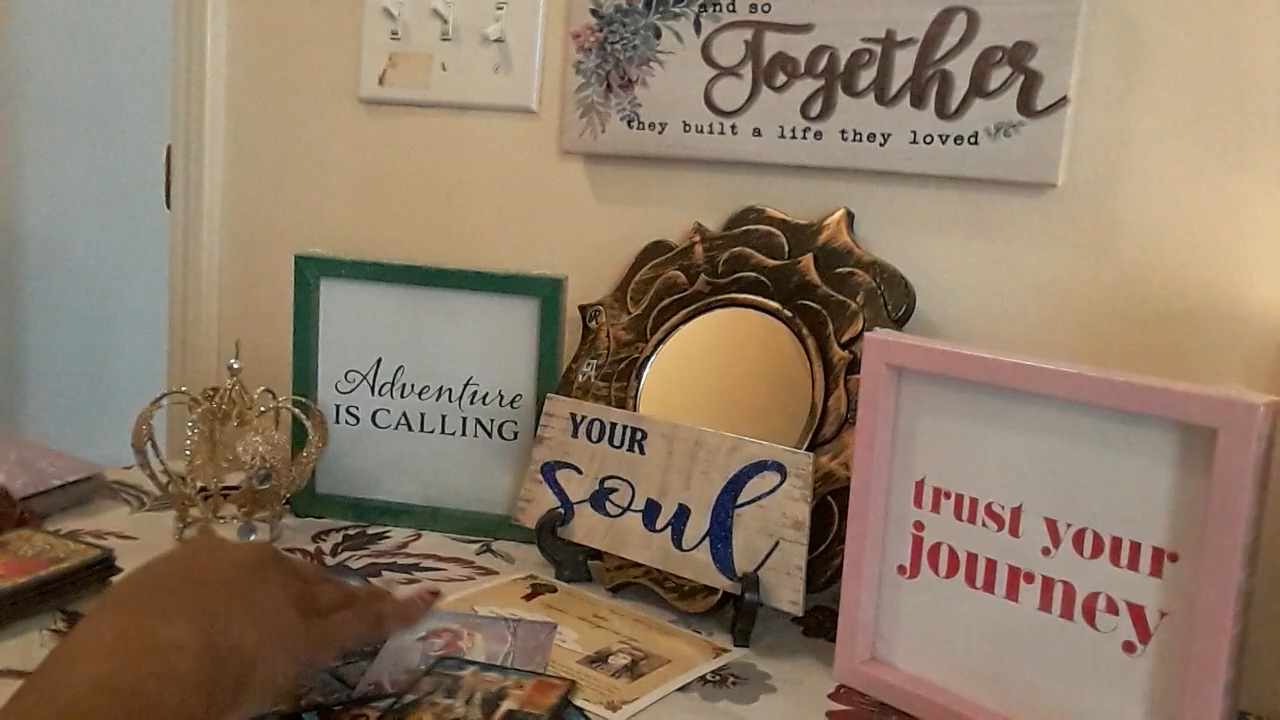 and so
Together
they built a life they loved
Adventure
IS CALLING
YOUR
soul
trust your
journey